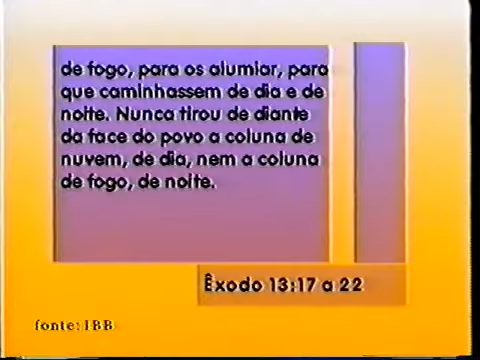 de fogo, para os alumiar, para
que caminhassem de dia e de
noite. Nunca tirou de diante
da face do povo a coluna de
nuvem, de dia, nem a coluna
de fogo, de noite.
Êxodo 13:17 a 22
fonte: IBB